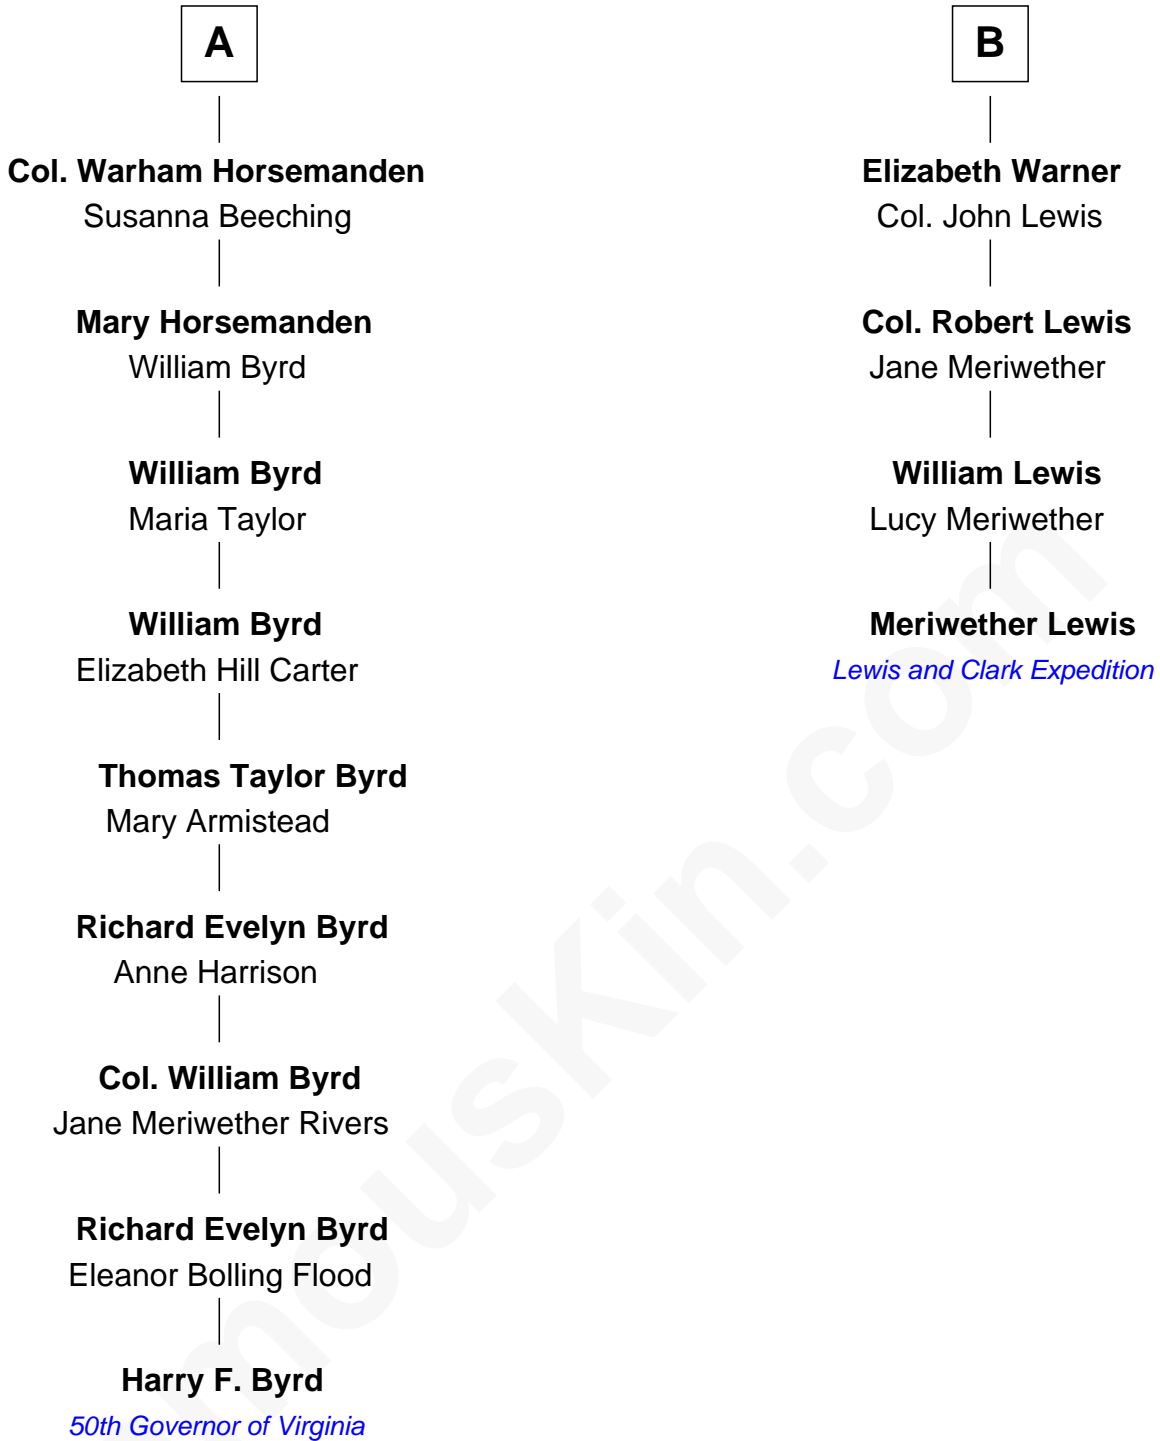 A
Col. Warham Horsemanden
Susanna Beeching
Mary Horsemanden
William Byrd
William Byrd
Maria Taylor
William Byrd
Elizabeth Hill Carter
Thomas Taylor Byrd
Mary Armistead
Richard Evelyn Byrd
Anne Harrison
Col. William Byrd
Jane Meriwether Rivers
Richard Evelyn Byrd
Eleanor Bolling Flood
Harry F. Byrd
50th Governor of Virginia
B
Elizabeth Warner
Col. John Lewis
Col. Robert Lewis
Jane Meriwether
William Lewis
Lucy Meriwether
Meriwether Lewis
Lewis and Clark Expedition
mousKin.com